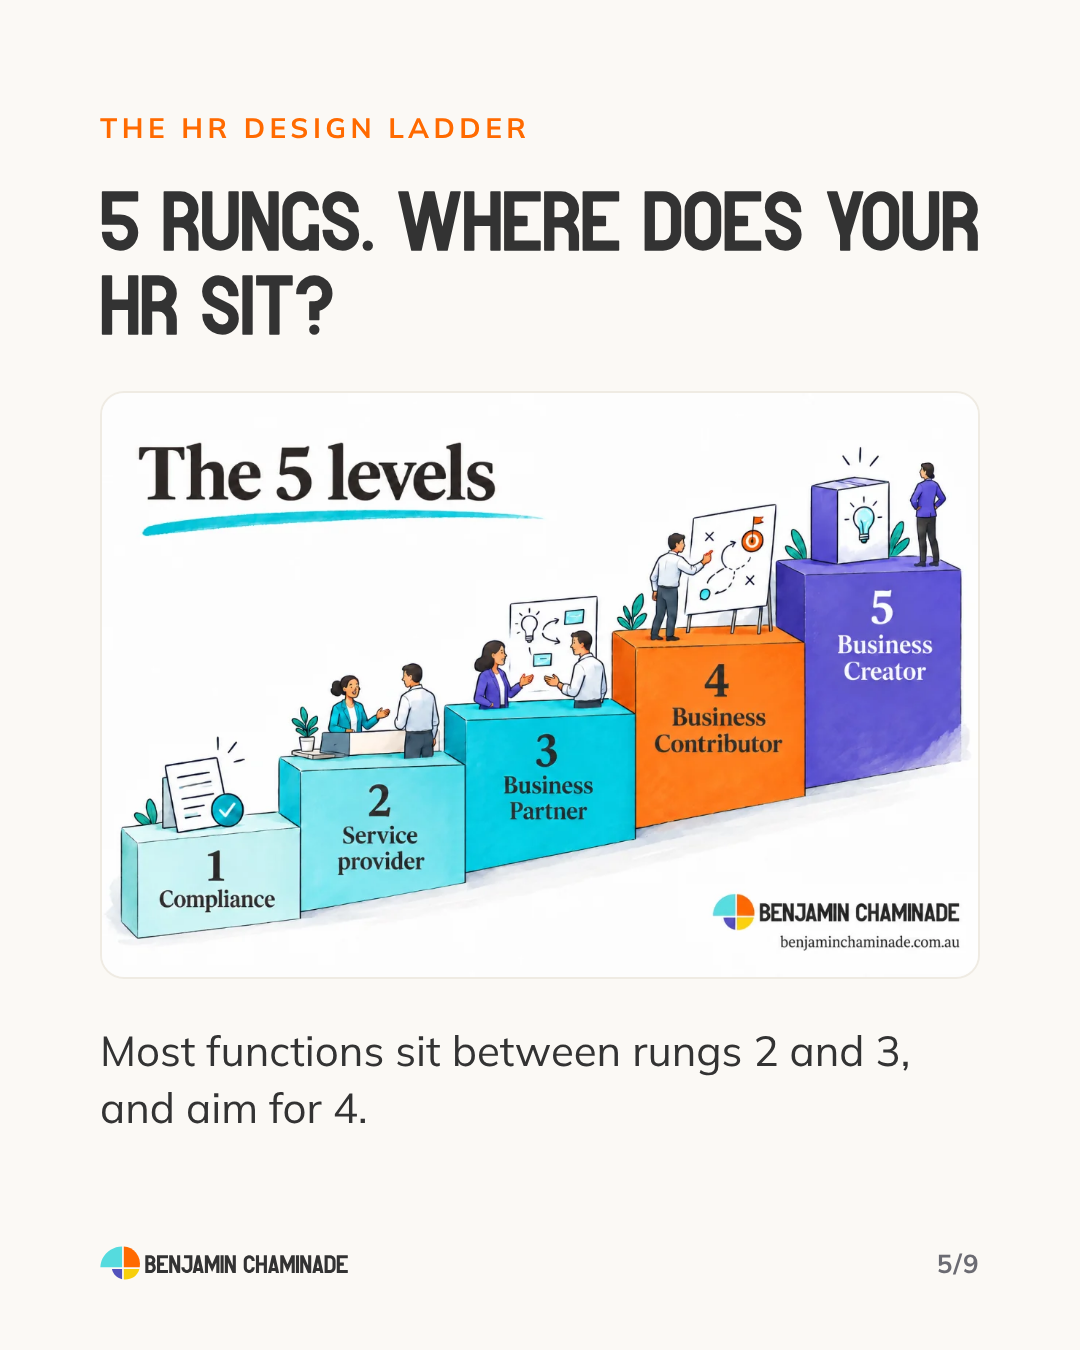 THE HR DESIGN LADDER
5 RUNGS. WHERE DOES YOUR
HR SIT?
The 5 levels
1
Compliance
2
Service
provider
3
Business
Partner
4
Business
Contributor
5
Business
Creator
BENJAMIN CHAMINADE
benjaminchaminade.com.au
Most functions sit between rungs 2 and 3,
and aim for 4.
BENJAMIN CHAMINADE
5/9